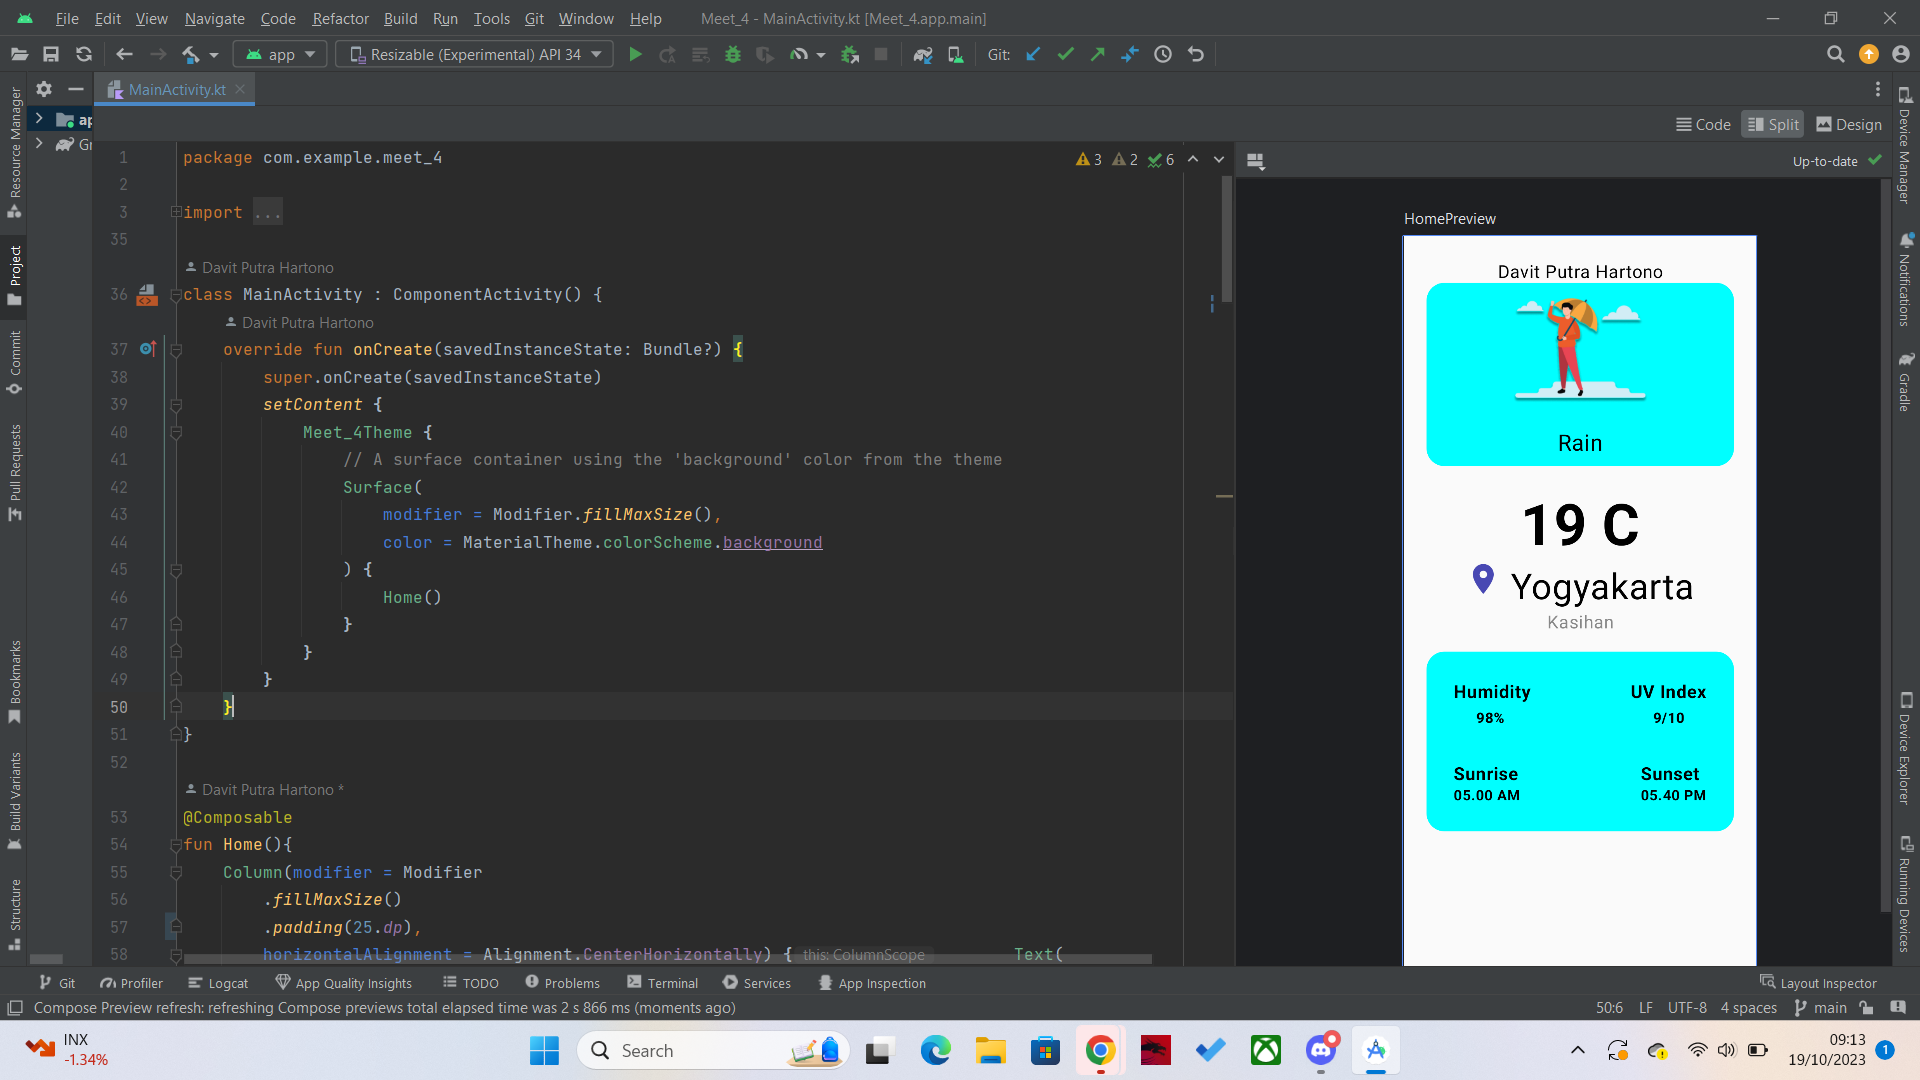 File Edit View Navigate Code Refactor Build Run Tools Git Window Help Meet_4 - MainActivity.kt [Meet_4.app.main]
app Resizable (Experimental) API 34 Git:
MainActivity.kt
Code Split Design
ap
Gr
Resource Manager
Project
Commit
Pull Requests
Bookmarks
Build Variants
Structure
3 2 6
1 package com.example.meet_4
2
3 import ...
35
Davit Putra Hartono
36 class MainActivity : ComponentActivity() {
Davit Putra Hartono
37 override fun onCreate(savedInstanceState: Bundle?) {
38 super.onCreate(savedInstanceState)
39 setContent {
40 Meet_4Theme {
41 // A surface container using the 'background' color from the theme
42 Surface(
43 modifier = Modifier.fillMaxSize(),
44 color = MaterialTheme.colorScheme.background
45 ) {
46 Home()
47 }
48 }
49 }
50 }
51 }
52
Davit Putra Hartono *
53 @Composable
54 fun Home(){
55 Column(modifier = Modifier
56 .fillMaxSize()
57 .padding(25.dp),
58 horizontalAlignment = Alignment.CenterHorizontally) { this: ColumnScope Text(
Up-to-date
HomePreview
Davit Putra Hartono
Rain
19 C
Yogyakarta
Kasihan
Humidity UV Index
98% 9/10
Sunrise Sunset
05.00 AM 05.40 PM
Device Manager
Notifications
Gradle
Device Explorer
Running Devices
Git Profiler Logcat App Quality Insights TODO Problems Terminal Services App Inspection Layout Inspector
Compose Preview refresh: refreshing Compose previews total elapsed time was 2 s 866 ms (moments ago) 50:6 LF UTF-8 4 spaces main
INX
-1.34%
Search
09:13
19/10/2023
1